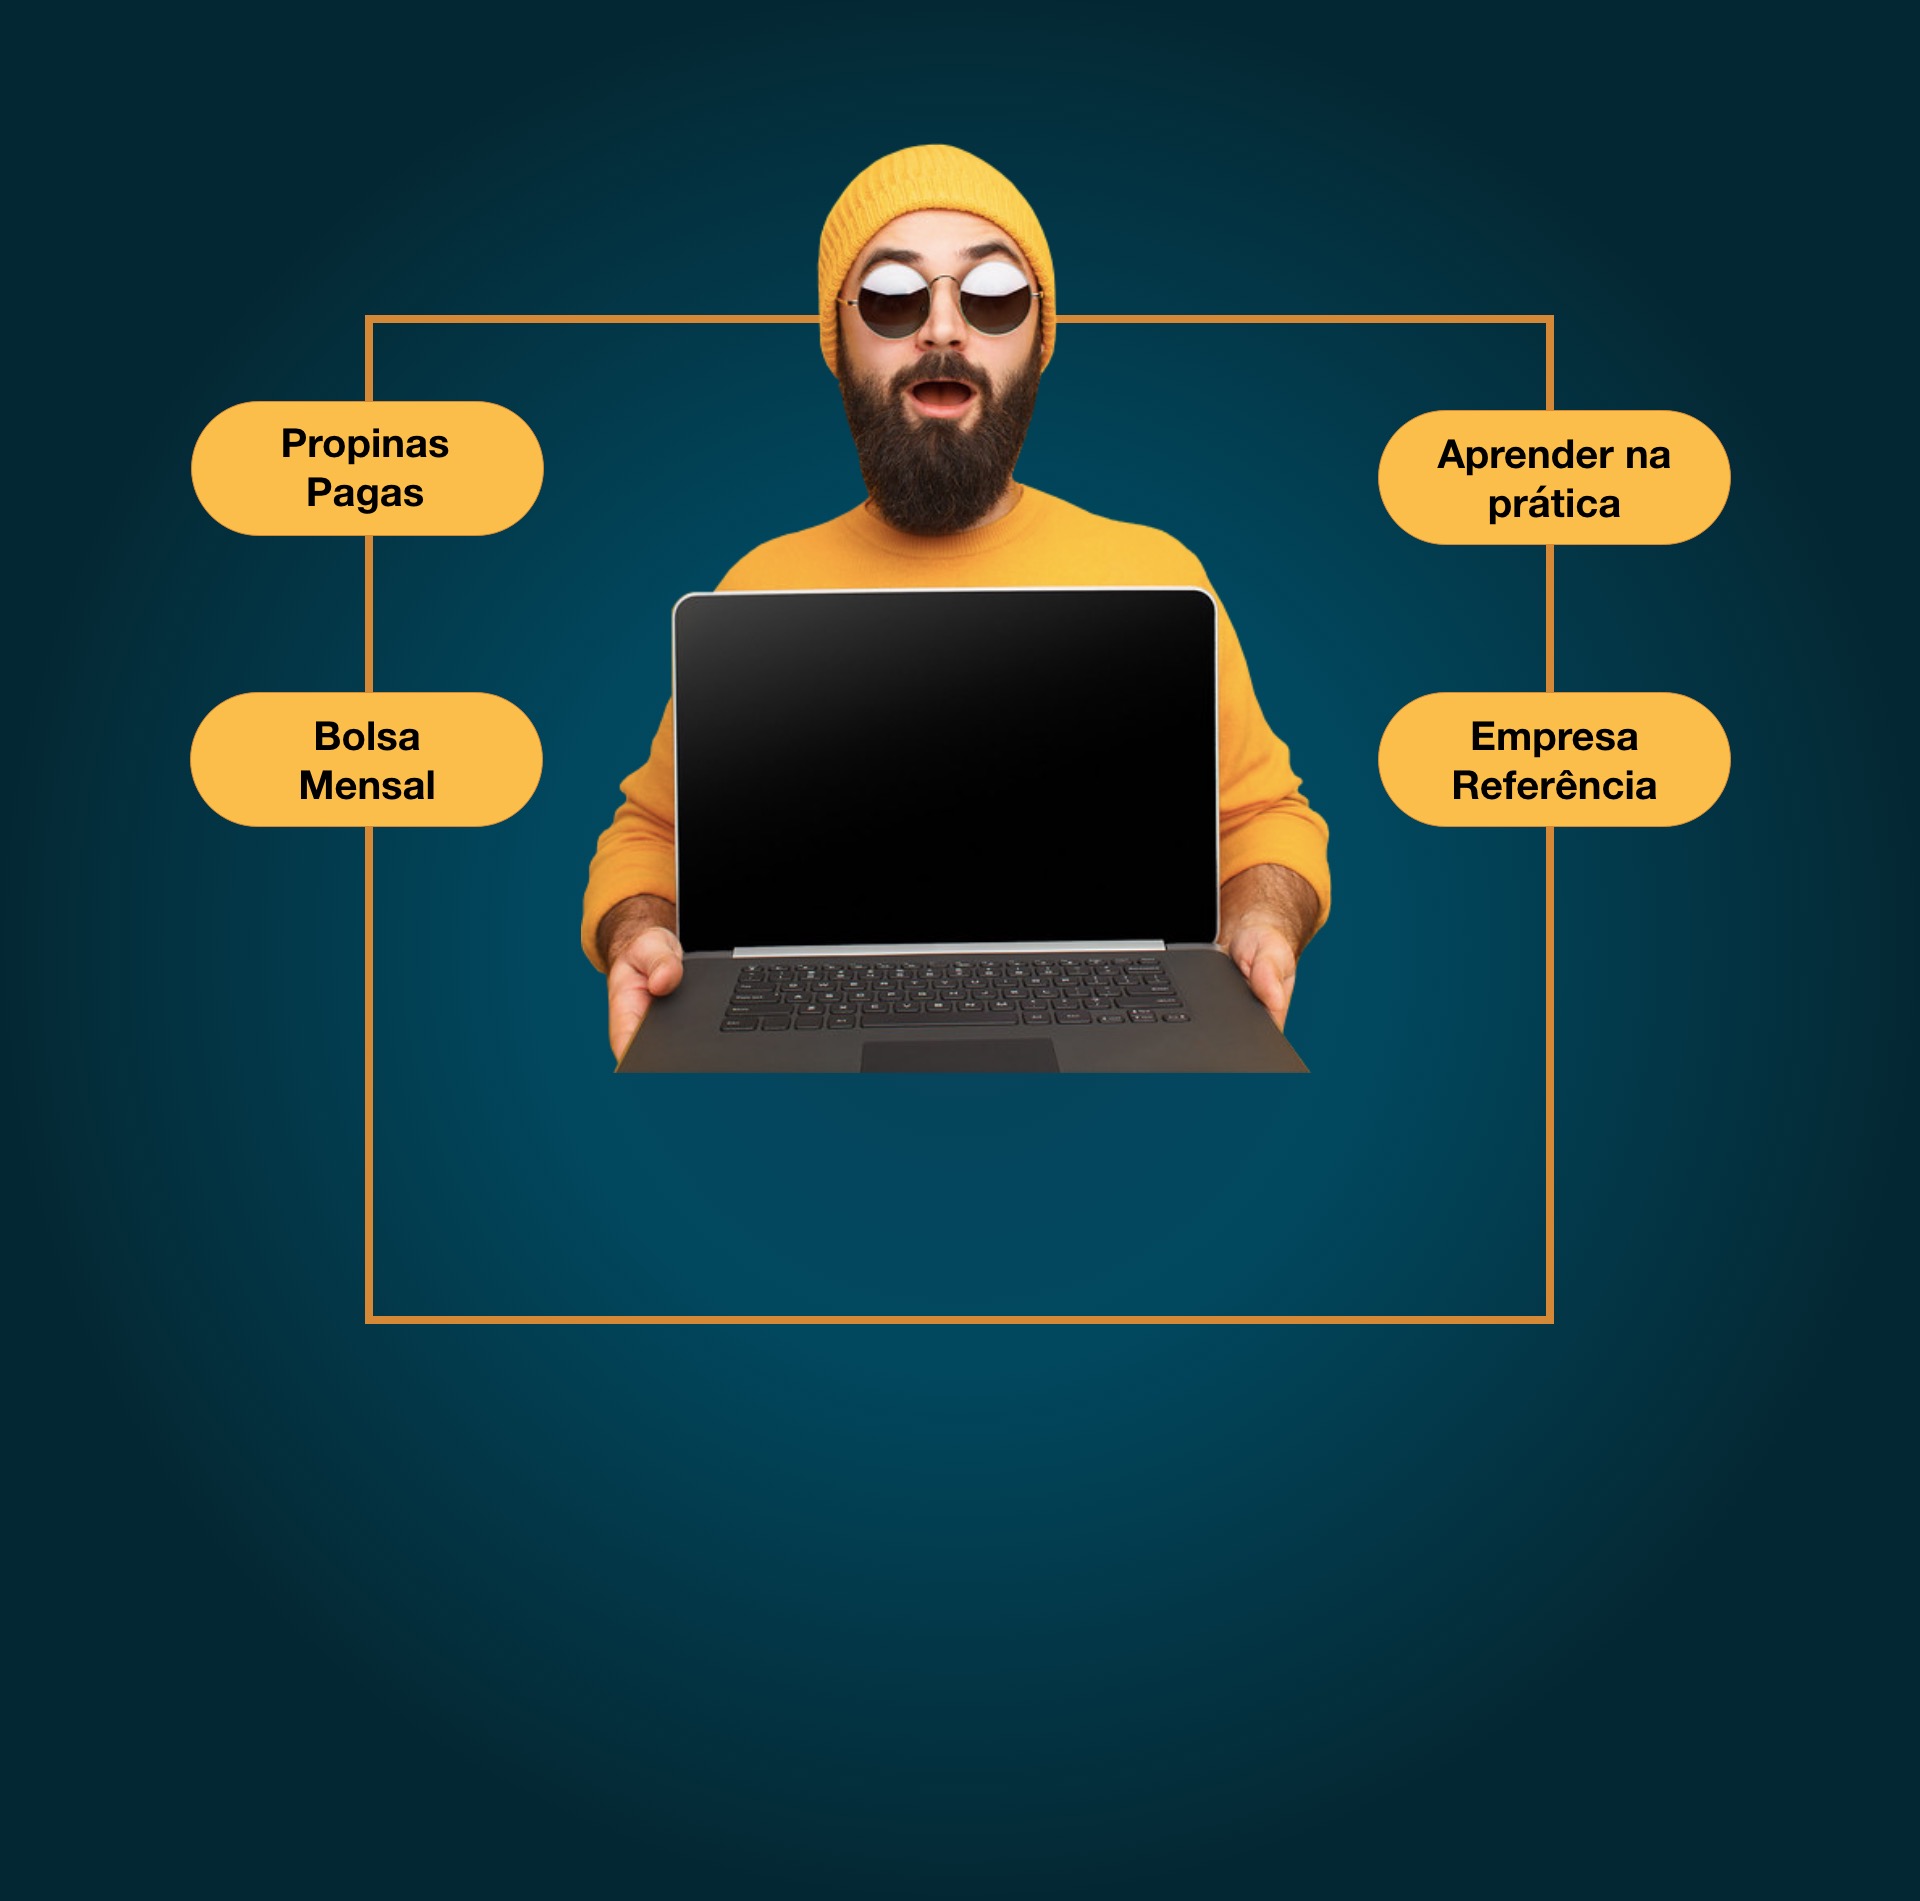 Propinas
Pagas
Aprender na
prática
Bolsa
Mensal
Empresa
Referência